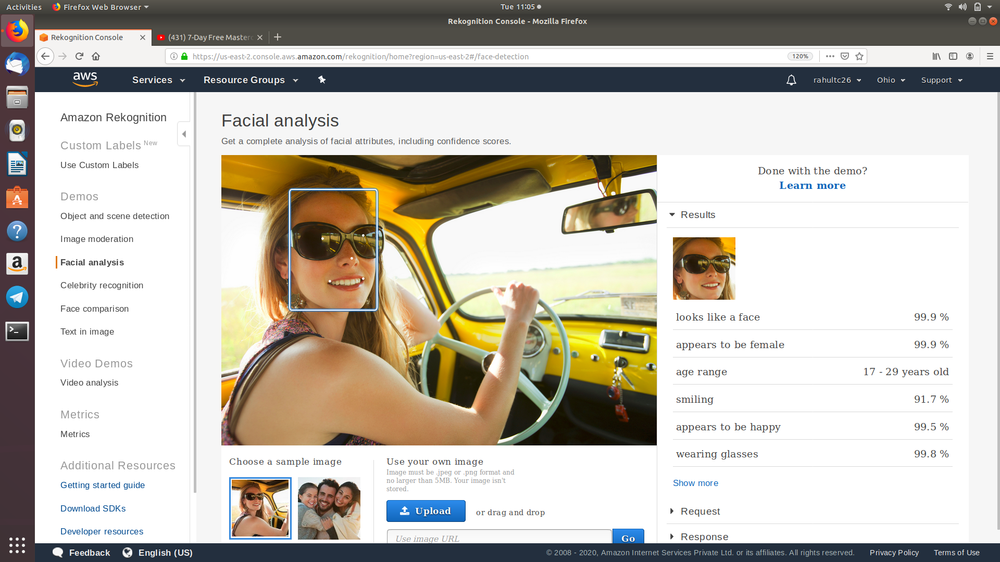 Activities
Firefox Web Browser
Tue 11:05
Rekognition Console - Mozilla Firefox
Rekognition Console
(431) 7-Day Free Master
https://us-east-2.console.aws.amazon.com/rekognition/home?region=us-east-2#/face-detection
120%
aws
Services
Resource Groups
rahultc26
Ohio
Support
Amazon Rekognition
Custom Labels New
Use Custom Labels
Demos
Object and scene detection
Image moderation
Facial analysis
Celebrity recognition
Face comparison
Text in image
Video Demos
Video analysis
Metrics
Metrics
Additional Resources
Getting started guide
Download SDKs
Developer resources
Facial analysis
Get a complete analysis of facial attributes, including confidence scores.
Choose a sample image
Use your own image
Image must be .jpeg or .png format and
no larger than 5MB. Your image isn't
stored.
Upload
or drag and drop
Use image URL
Go
Done with the demo?
Learn more
Results
looks like a face 99.9 %
appears to be female 99.9 %
age range 17 - 29 years old
smiling 91.7 %
appears to be happy 99.5 %
wearing glasses 99.8 %
Show more
Request
Response
Feedback
English (US)
© 2008 - 2020, Amazon Internet Services Private Ltd. or its affiliates. All rights reserved.
Privacy Policy
Terms of Use